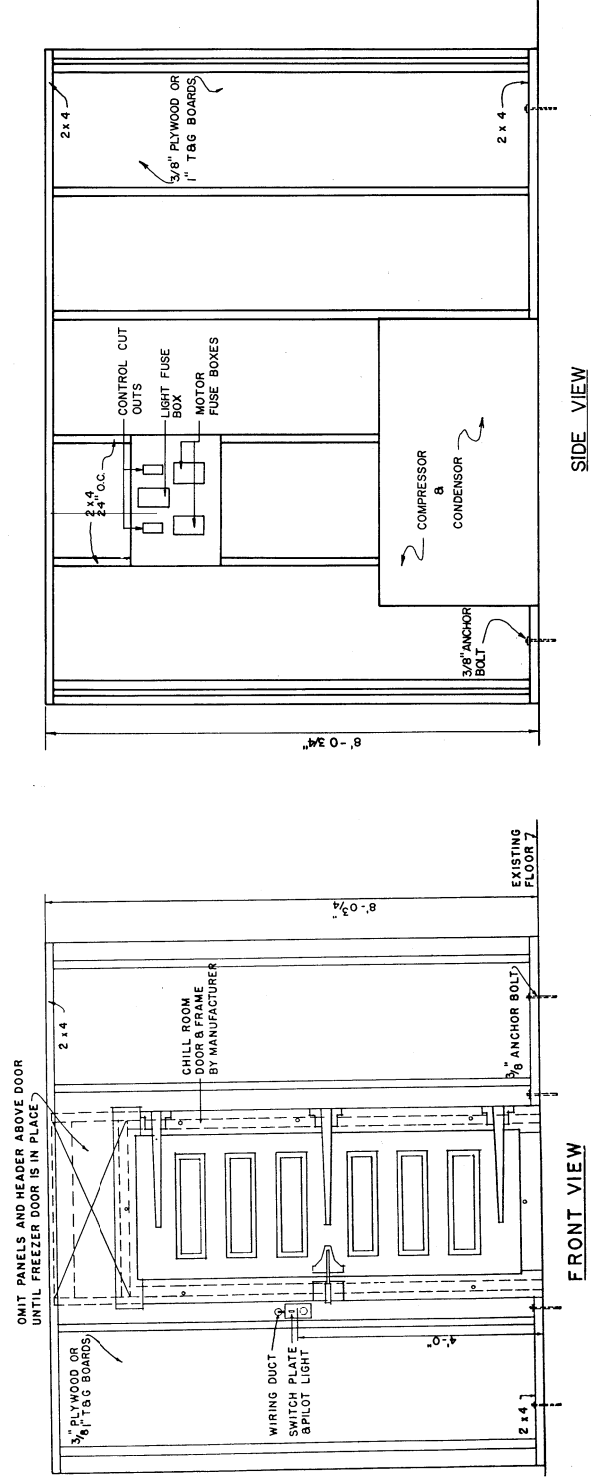 OMIT PANELS AND HEADER ABOVE DOOR
UNTIL FREEZER DOOR IS IN PLACE
3/8" PLYWOOD OR
1" T&G BOARDS
2 x 4
CHILL ROOM
DOOR & FRAME
BY MANUFACTURER
WIRING DUCT
SWITCH PLATE
& PILOT LIGHT
4'-0"
8'-0 3/4
2 x 4
3/8" ANCHOR BOLT
EXISTING
FLOOR
FRONT VIEW
8'-0 3/4"
2 x 4
24" O.C.
CONTROL CUT
OUTS
LIGHT FUSE
BOX
MOTOR
FUSE BOXES
2 x 4
3/8" PLYWOOD OR
1" T&G BOARDS
3/8" ANCHOR
BOLT
COMPRESSOR
&
CONDENSOR
2 x 4
SIDE VIEW